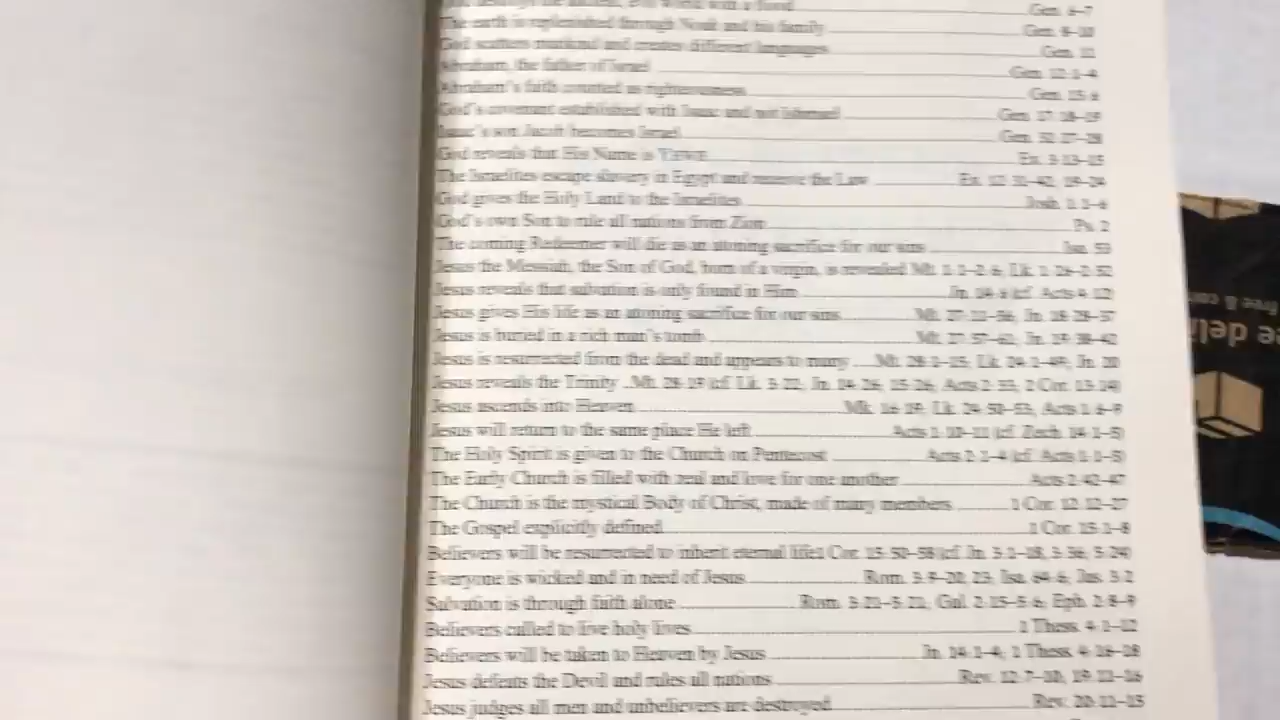 with a flood Gen. 6–7
The earth is replenished through Noah and his family Gen. 8–10
God scatters mankind and creates different languages Gen. 11
Abraham, the father of Israel Gen. 12:1–4
Abraham's faith counted as righteousness Gen. 15:6
God's covenant established with Isaac and not Ishmael Gen. 17:18–19
Isaac's son Jacob becomes Israel Gen. 32:27–28
God reveals that His Name is YHWH Ex. 3:13–15
The Israelites escape slavery in Egypt and receive the Law Ex. 12:31–42, 19–24
God gives the Holy Land to the Israelites Josh. 1:1–6
God's own Son to rule all nations from Zion Ps. 2
The coming Redeemer will die as an atoning sacrifice for our sins Isa. 53
Jesus the Messiah, the Son of God, born of a virgin, is revealed Mt. 1:1–2:6, Lk. 1:26–2:52
Jesus reveals that salvation is only found in Him Jn. 14:6 (cf. Acts 4:12)
Jesus gives His life as an atoning sacrifice for our sins Mt. 27:11–56, Jn. 18:28–37
Jesus is buried in a rich man's tomb Mt. 27:57–62, Jn. 19:38–42
Jesus is resurrected from the dead and appears to many Mt. 28:1–15, Lk. 24:1–49, Jn. 20
Jesus reveals the Trinity Mt. 28:19 (cf. Lk. 3:22, Jn. 14:26, 15:26, Acts 2:33, 2 Cor. 13:14)
Jesus ascends into Heaven Mk. 16:19, Lk. 24:50–53, Acts 1:6–9
Jesus will return to the same place He left Acts 1:10–11 (cf. Zech. 14:1–5)
The Holy Spirit is given to the Church on Pentecost Acts 2:1–4 (cf. Acts 1:1–5)
The Early Church is filled with zeal and love for one another Acts 2:42–47
The Church is the mystical Body of Christ, made of many members 1 Cor. 12:12–27
The Gospel explicitly defined 1 Cor. 15:1–8
Believers will be resurrected to inherit eternal life 1 Cor. 15:50–58 (cf. Jn. 3:1–18, 3:36, 5:24)
Everyone is wicked and in need of Jesus Rom. 3:9–20, 23, Isa. 64:6, Jas. 3:2
Salvation is through faith alone Rom. 3:21–5:21, Gal. 2:15–5:6, Eph. 2:8–9
Believers called to live holy lives 1 Thess. 4:1–12
Believers will be taken to Heaven by Jesus Jn. 14:1–4, 1 Thess. 4:16–18
Jesus defeats the Devil and rules all nations Rev. 12:7–10, 19:11–16
Jesus judges all men and unbelievers are destroyed Rev. 20:11–15